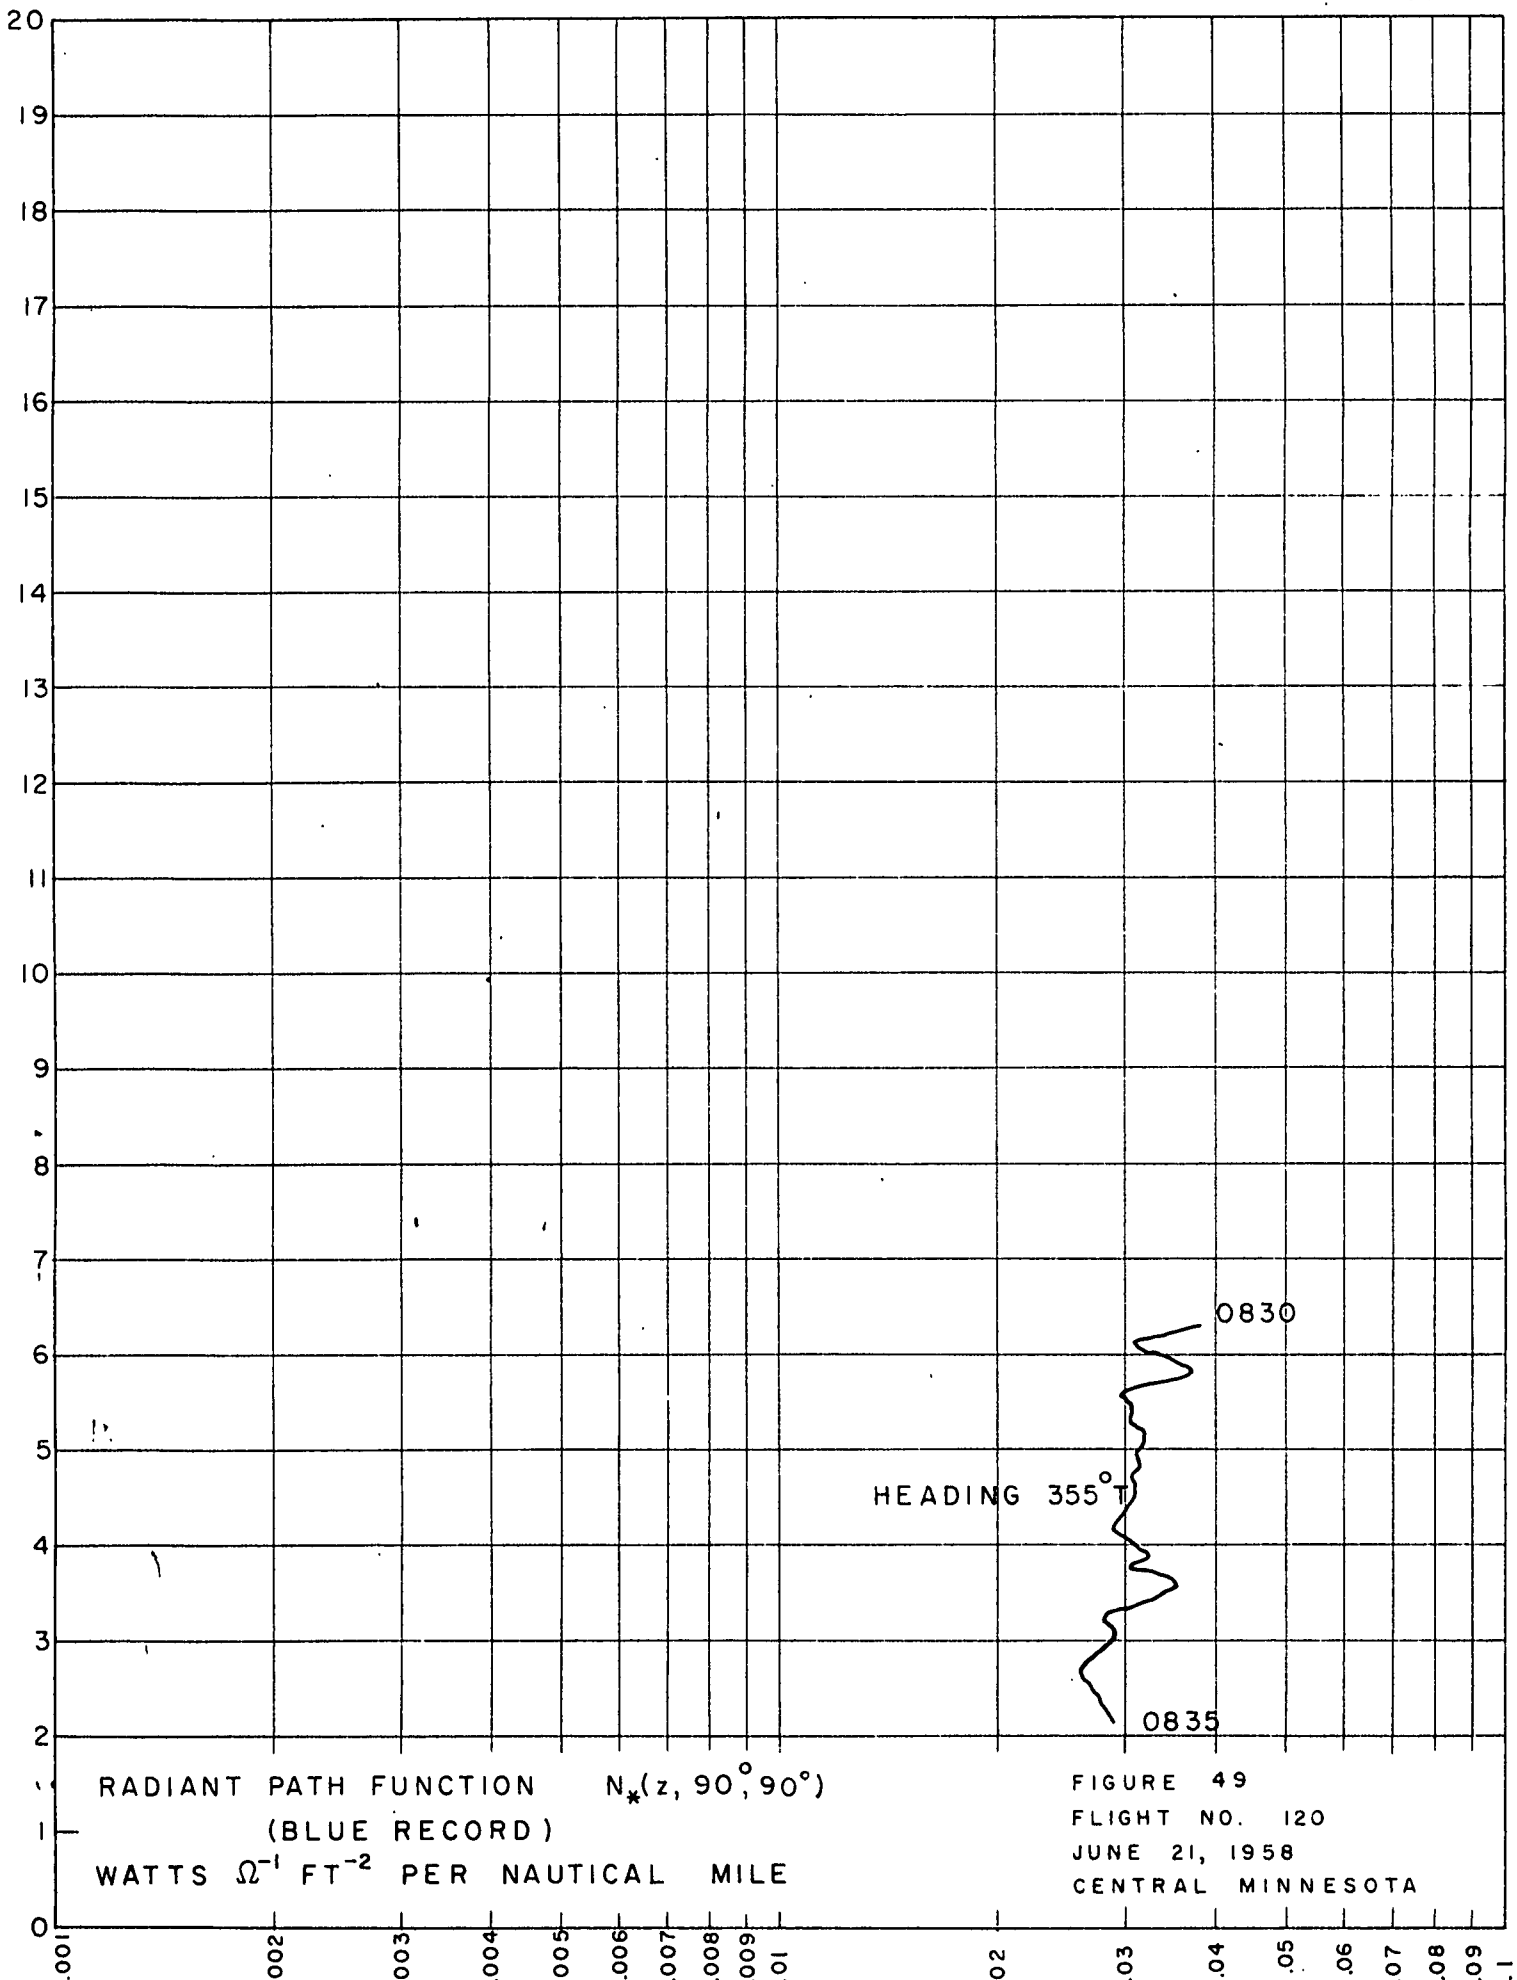 20
19
18
17
16
15
14
13
12
11
10
9
8
7
6
5
4
3
2
1
0
0830
HEADING 355°T
0835
RADIANT PATH FUNCTION N*(z, 90°, 90°)
(BLUE RECORD)
WATTS Ω⁻¹ FT⁻² PER NAUTICAL MILE
FIGURE 49
FLIGHT NO. 120
JUNE 21, 1958
CENTRAL MINNESOTA
.001 .002 .003 .004 .005 .006 .007 .008 .009 .01 .02 .03 .04 .05 .06 .07 .08 .09 .1